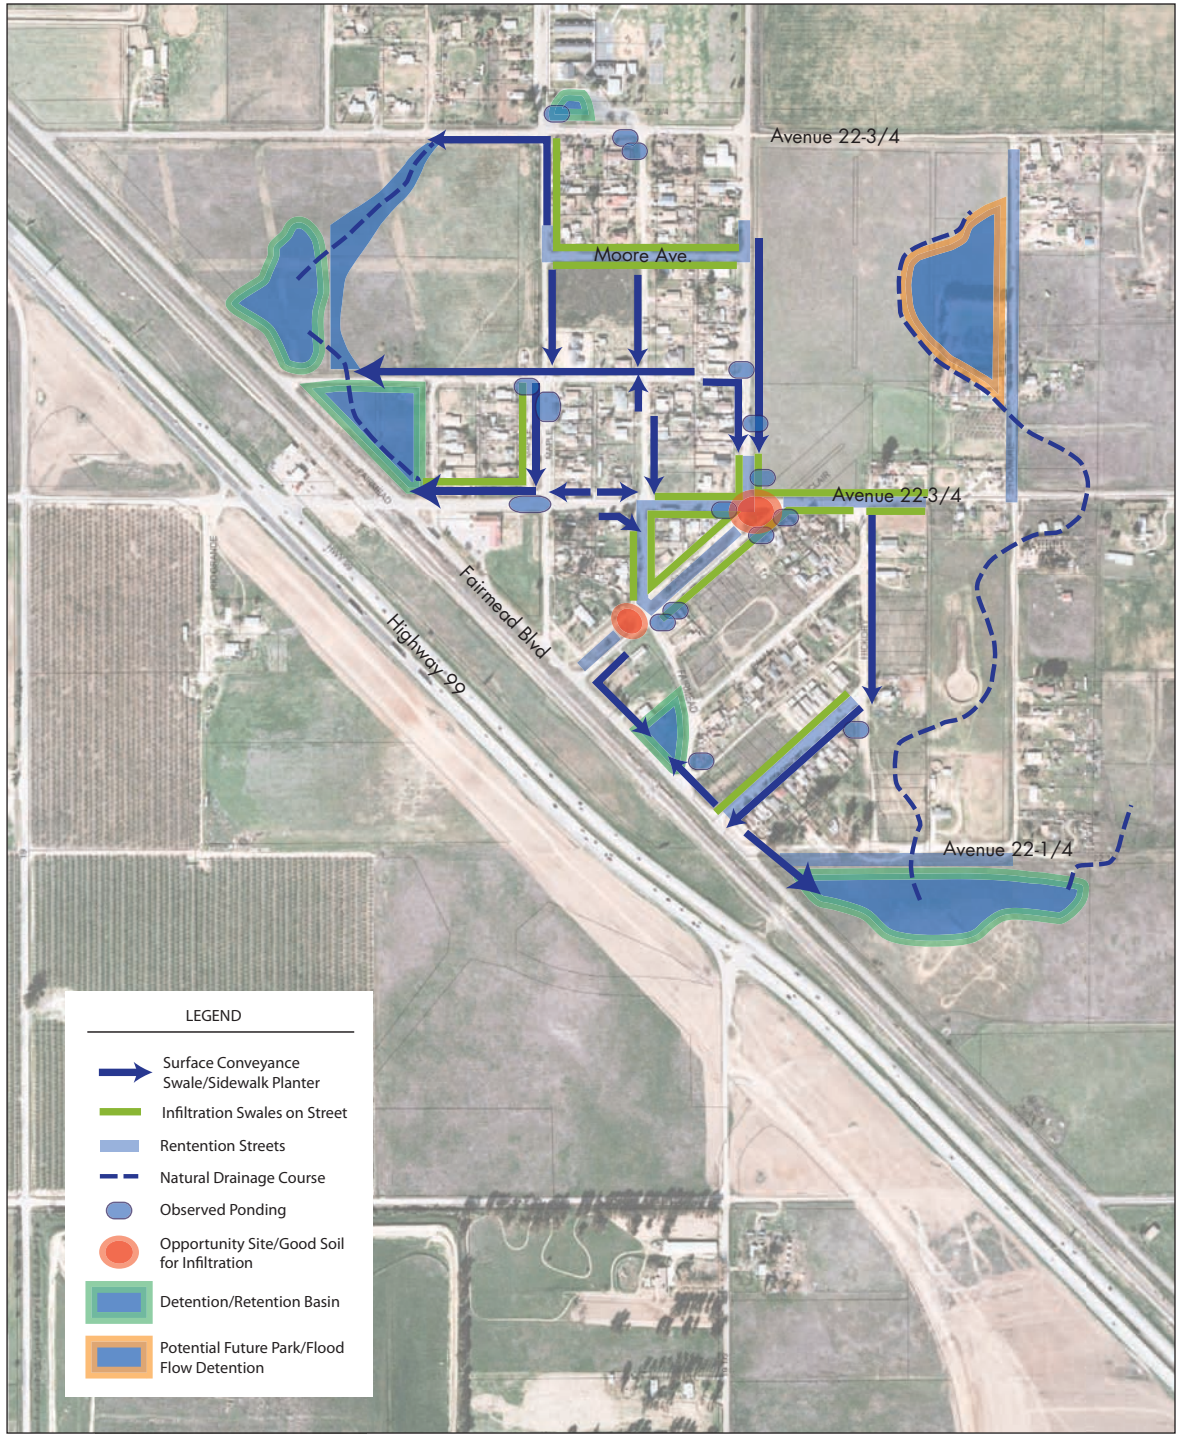 Avenue 22-3/4
Moore Ave.
Avenue 22-3/4
Fairmead Blvd
Highway 99
Avenue 22-1/4
LEGEND
Surface Conveyance
Swale/Sidewalk Planter
Infiltration Swales on Street
Rentention Streets
Natural Drainage Course
Observed Ponding
Opportunity Site/Good Soil
for Infiltration
Detention/Retention Basin
Potential Future Park/Flood
Flow Detention